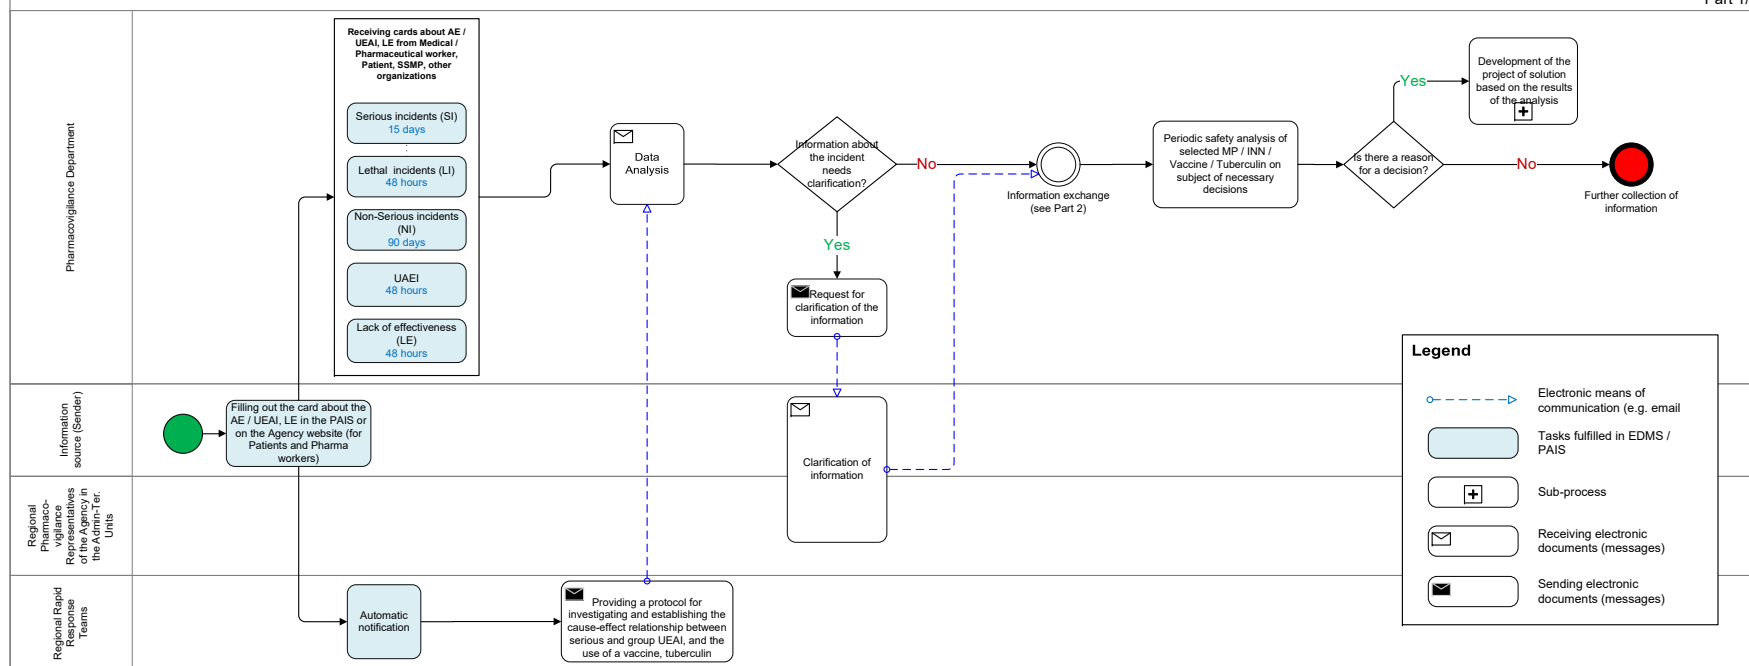 Part 1/
Pharmacovigilance Department
Receiving cards about AE /
UEAI, LE from Medical /
Pharmaceutical worker,
Patient, SSMP, other
organizations
Serious incidents (SI)
15 days
Lethal incidents (LI)
48 hours
Non-Serious incidents
(NI)
90 days
UAEI
48 hours
Lack of effectiveness
(LE)
48 hours
Data
Analysis
Information about
the incident
needs
clarification?
No
Yes
Request for
clarification of the
information
Information exchange
(see Part 2)
Periodic safety analysis of
selected MP / INN /
Vaccine / Tuberculin on
subject of necessary
decisions
Is there a reason
for a decision?
Yes
Development of the
project of solution
based on the results
of the analysis
No
Further collection of
information
Information
source (Sender)
Filling out the card about the
AE / UEAI, LE in the PAIS or
on the Agency website (for
Patients and Pharma
workers)
Clarification of
information
Regional
Pharmaco-
vigilance
Representatives
of the Agency in
the Admin-Ter.
Units
Regional Rapid
Response
Teams
Automatic
notification
Providing a protocol for
investigating and establishing the
cause-effect relationship between
serious and group UEAI, and the
use of a vaccine, tuberculin
Legend
Electronic means of
communication (e.g. email
Tasks fulfilled in EDMS /
PAIS
Sub-process
Receiving electronic
documents (messages)
Sending electronic
documents (messages)